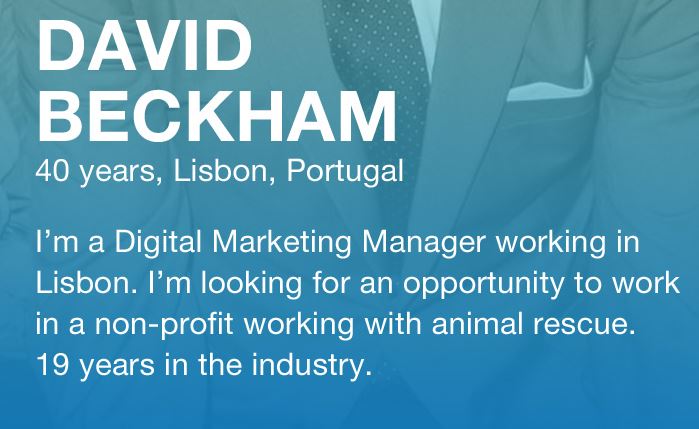 DAVID
BECKHAM
40 years, Lisbon, Portugal
I’m a Digital Marketing Manager working in
Lisbon. I’m looking for an opportunity to work
in a non-profit working with animal rescue.
19 years in the industry.